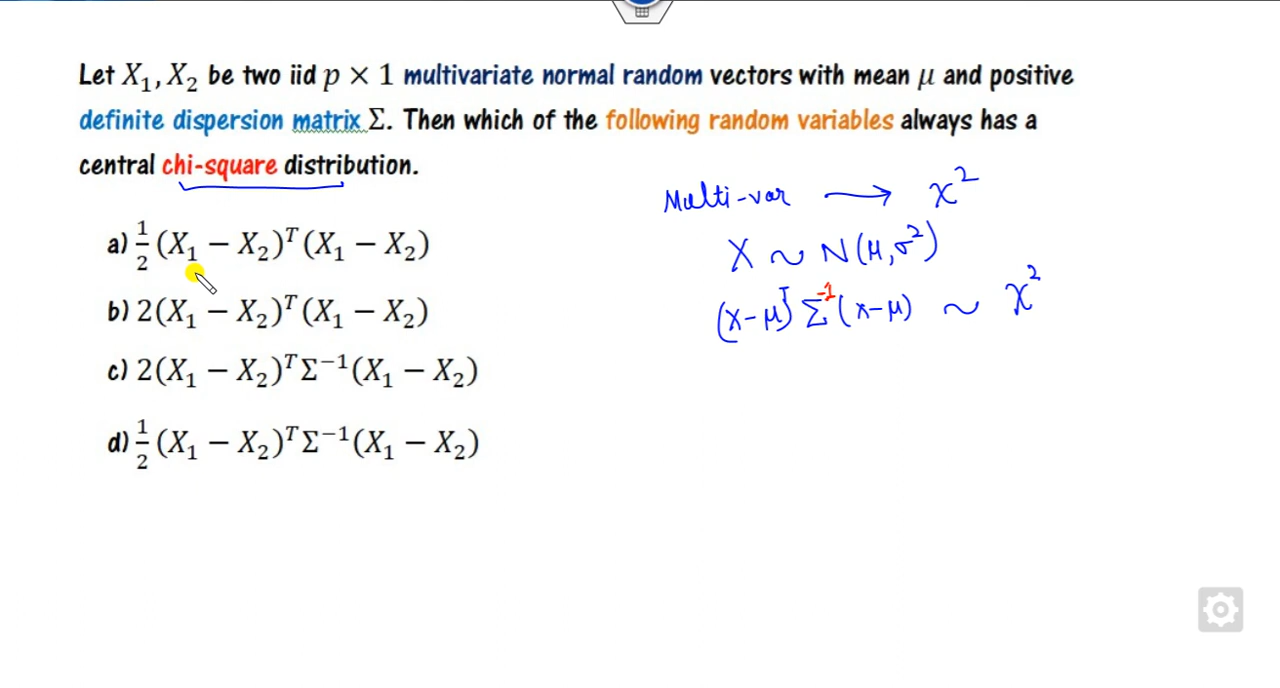 Let X₁, X₂ be two iid p × 1 multivariate normal random vectors with mean μ and positive
definite dispersion matrix Σ. Then which of the following random variables always has a
central chi-square distribution.
Multi-var → χ²
a) ½ (X₁ − X₂)ᵀ (X₁ − X₂)
X ~ N(μ, σ²)
b) 2(X₁ − X₂)ᵀ (X₁ − X₂)
(x-μ)ᵀ Σ⁻¹ (x-μ) ~ χ²
c) 2(X₁ − X₂)ᵀ Σ⁻¹ (X₁ − X₂)
d) ½ (X₁ − X₂)ᵀ Σ⁻¹ (X₁ − X₂)